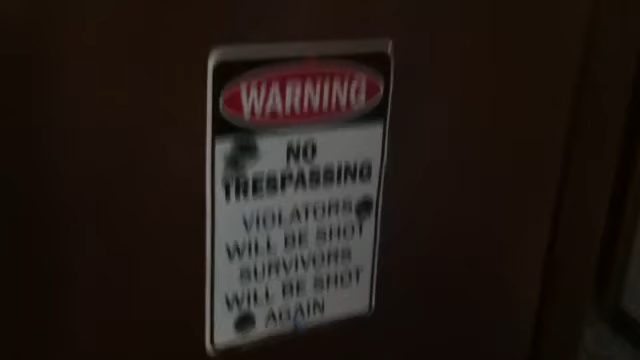 WARNING
NO
TRESPASSING
VIOLATORS
WILL BE SHOT
SURVIVORS
WILL BE SHOT
AGAIN